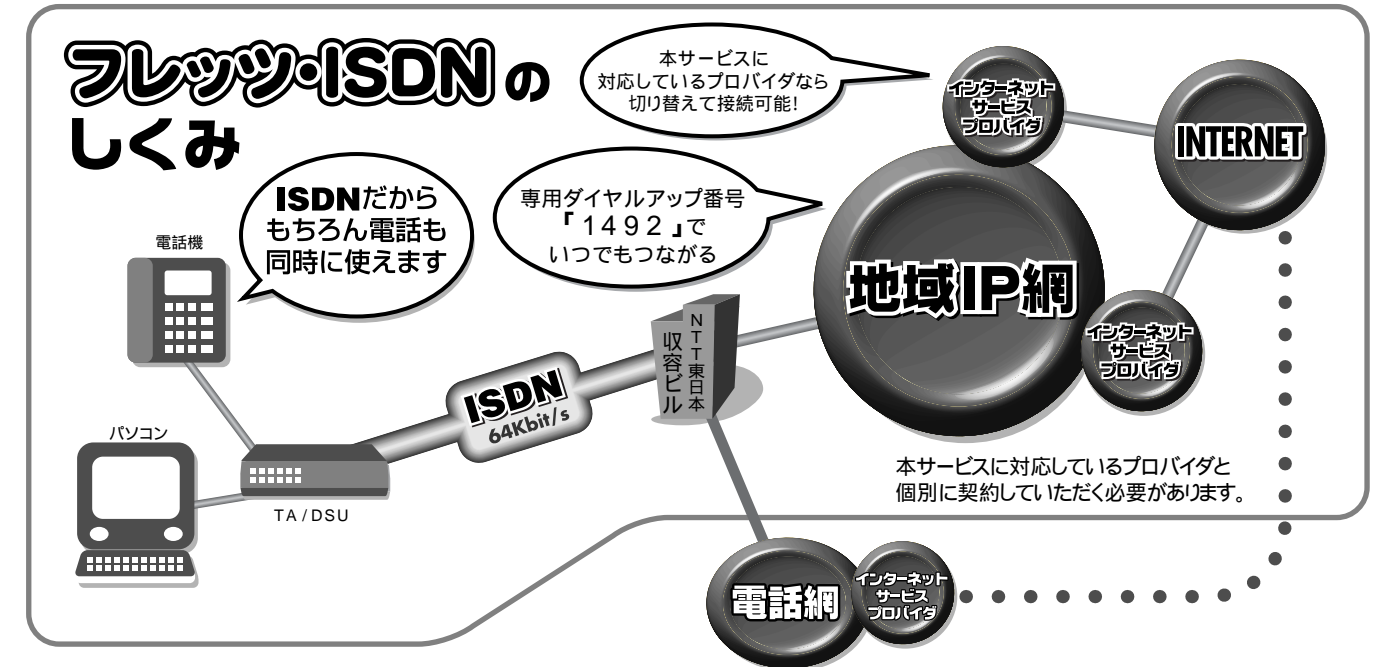 フレッツ・ISDNの
しくみ
本サービスに
対応しているプロバイダなら
切り替えて接続可能!
インターネット
サービス
プロバイダ
INTERNET
ISDNだから
もちろん電話も
同時に使えます
専用ダイヤルアップ番号
『1492』で
いつでもつながる
電話機
地域IP網
インターネット
サービス
プロバイダ
NTT東日本
収容ビル
ISDN
64Kbit/s
パソコン
TA/DSU
本サービスに対応しているプロバイダと
個別に契約していただく必要があります。
電話網
インターネット
サービス
プロバイダ